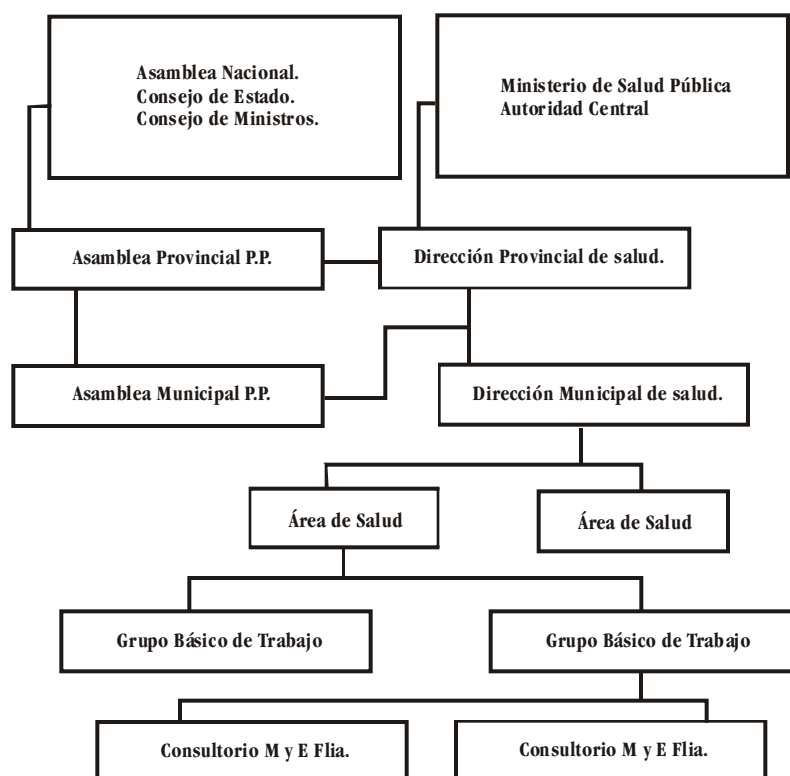 Asamblea Nacional.
Consejo de Estado.
Consejo de Ministros.
Ministerio de Salud Pública
Autoridad Central
Asamblea Provincial P.P.
Dirección Provincial de salud.
Asamblea Municipal P.P.
Dirección Municipal de salud.
Área de Salud
Área de Salud
Grupo Básico de Trabajo
Grupo Básico de Trabajo
Consultorio M y E Flia.
Consultorio M y E Flia.